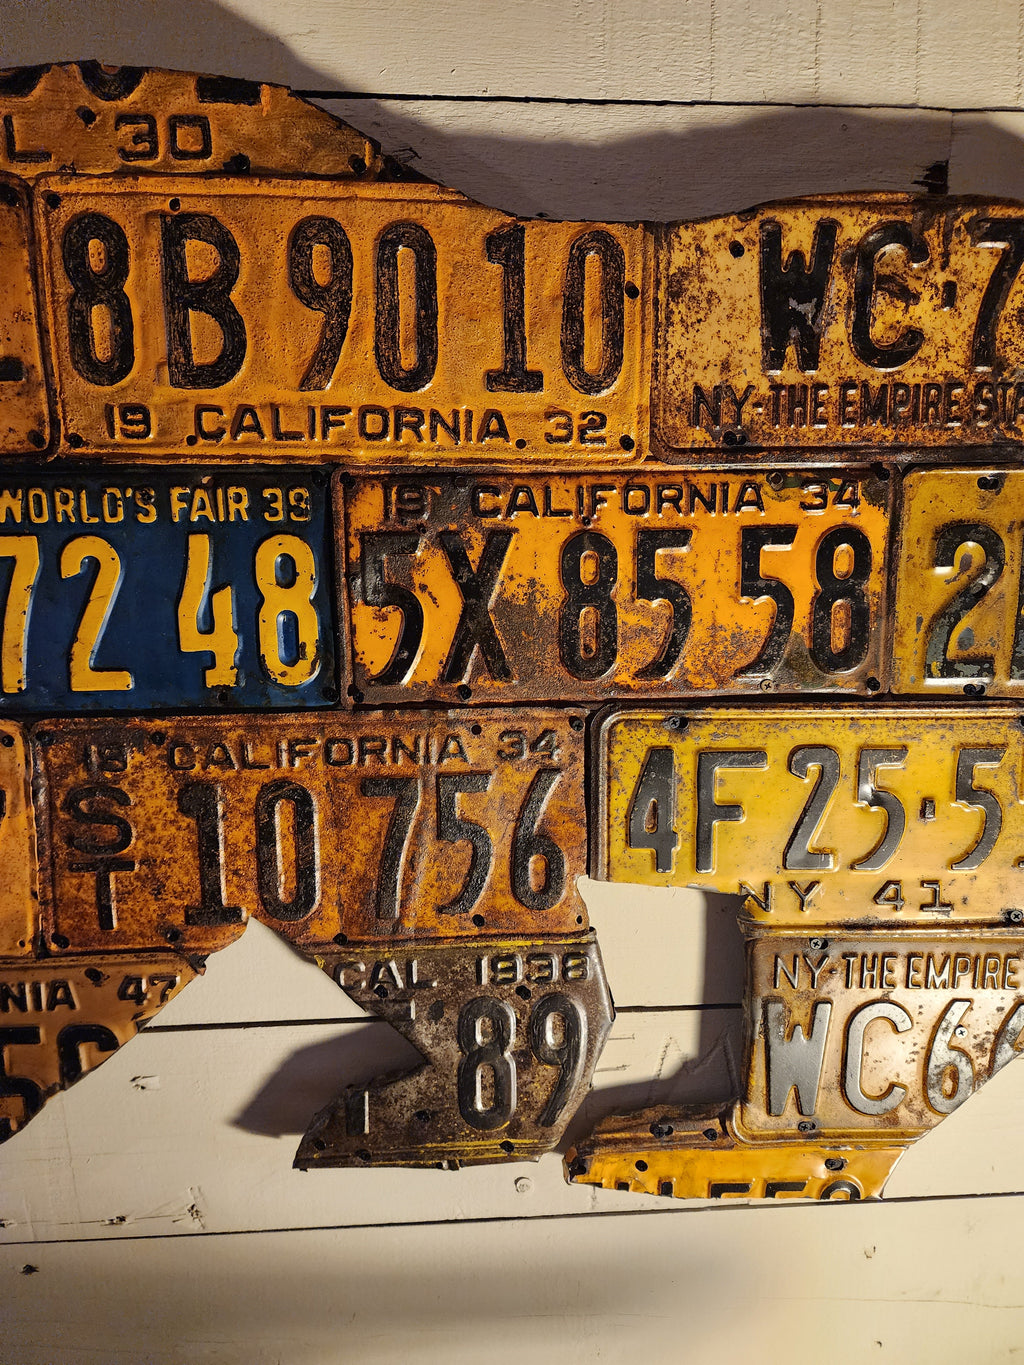 L 30
8B 90 10
19 CALIFORNIA 32
WC·7
NY·THE EMPIRE STA
WORLD'S FAIR 39
72 48
19 CALIFORNIA 34
5X 85 58
2
19 CALIFORNIA 34
ST 10 756
4F 25·5
NY 41
NIA 47
CAL. 1938
89
NY·THE EMPIRE
WC6